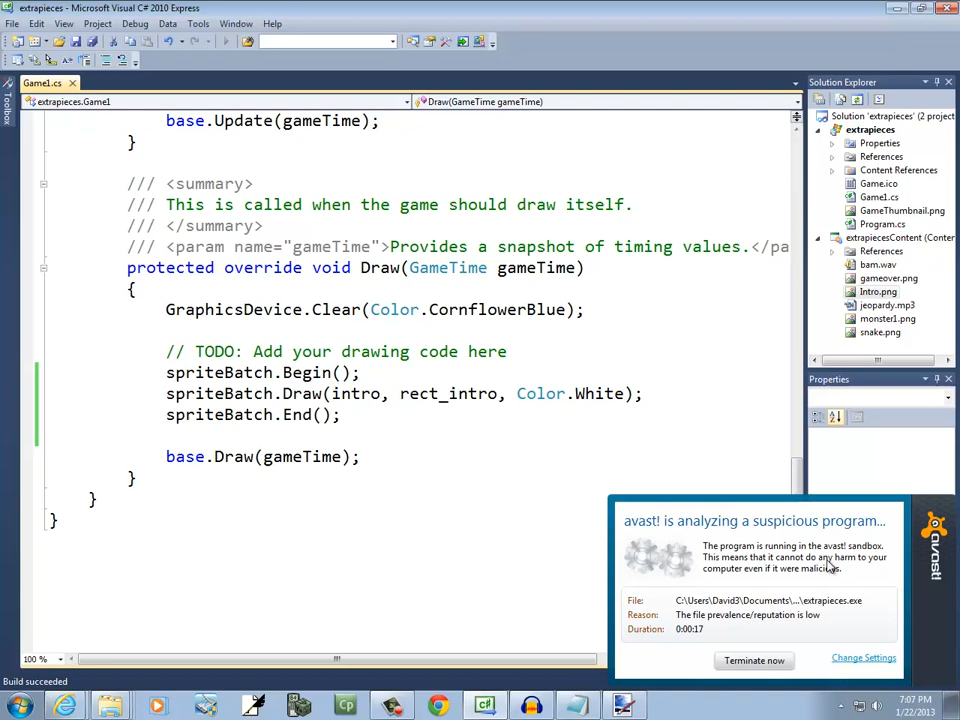 extrapieces - Microsoft Visual C# 2010 Express
File Edit View Project Debug Data Tools Window Help
Game1.cs
Toolbox
extrapieces.Game1
Draw(GameTime gameTime)
base.Update(gameTime);
}
/// <summary>
/// This is called when the game should draw itself.
/// </summary>
/// <param name="gameTime">Provides a snapshot of timing values.</pa
protected override void Draw(GameTime gameTime)
{
GraphicsDevice.Clear(Color.CornflowerBlue);
// TODO: Add your drawing code here
spriteBatch.Begin();
spriteBatch.Draw(intro, rect_intro, Color.White);
spriteBatch.End();
base.Draw(gameTime);
}
}
}
100 %
Build succeeded
Solution Explorer
Solution 'extrapieces' (2 project
extrapieces
Properties
References
Content References
Game.ico
Game1.cs
GameThumbnail.png
Program.cs
extrapiecesContent (Conter
References
bam.wav
gameover.png
Intro.png
jeopardy.mp3
monster1.png
snake.png
Properties
avast! is analyzing a suspicious program...
The program is running in the avast! sandbox.
This means that it cannot do any harm to your
computer even if it were malicious.
File: C:\Users\David3\Documents\...\extrapieces.exe
Reason: The file prevalence/reputation is low
Duration: 0:00:17
Terminate now
Change Settings
avast!
Cp
7:07 PM
1/22/2013